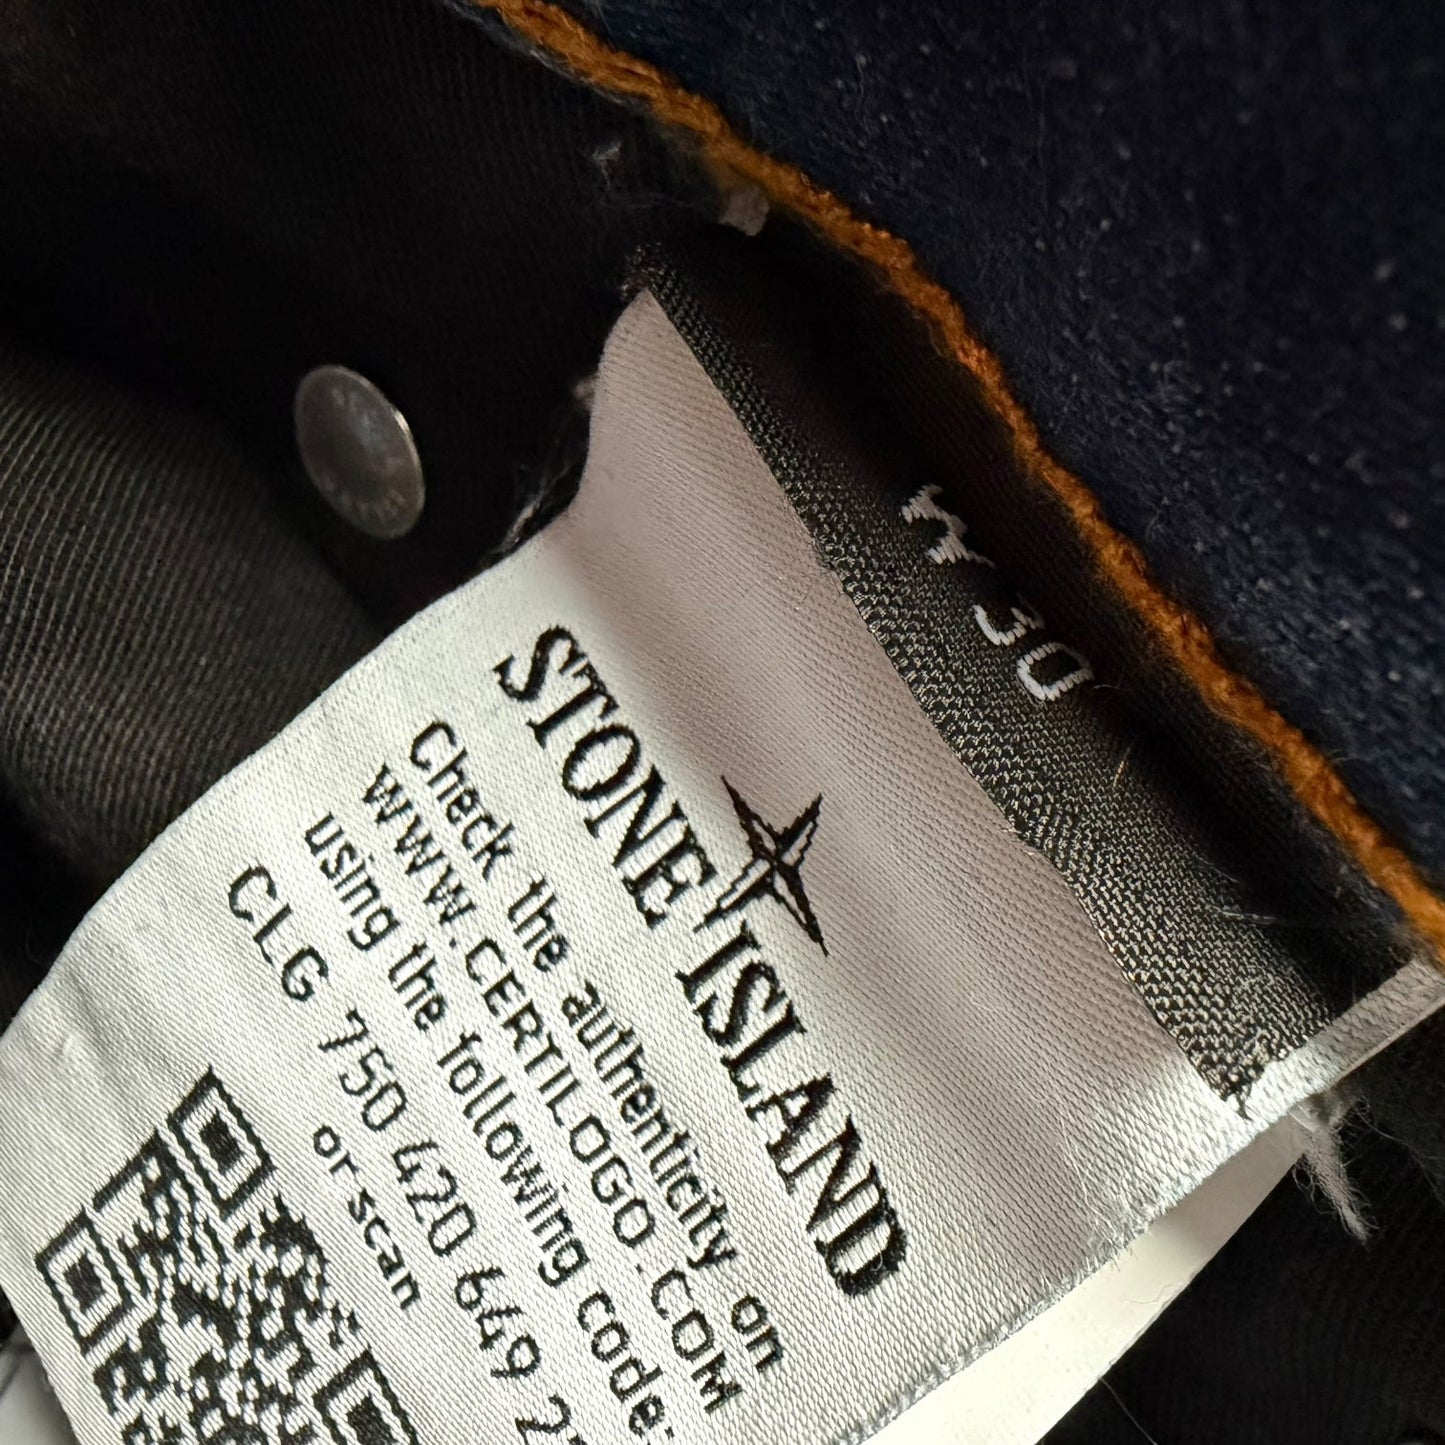 W 30
STONE ISLAND
Check the authenticity on
WWW.CERTILOGO.COM
using the following code:
CLG 750 420 649 2
or scan